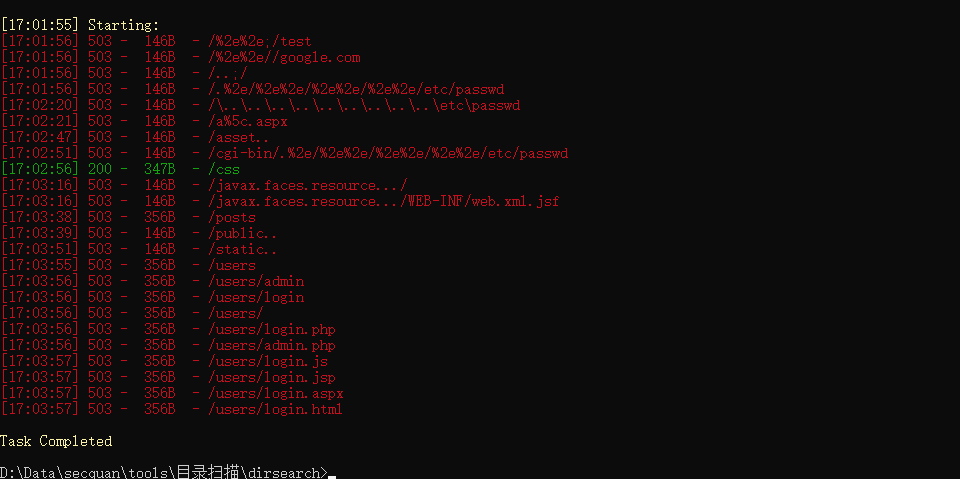 [17:01:55] Starting:
[17:01:56] 503 -  146B  - /%2e%2e;/test
[17:01:56] 503 -  146B  - /%2e%2e//google.com
[17:01:56] 503 -  146B  - /..;/
[17:01:56] 503 -  146B  - /.%2e/%2e%2e/%2e%2e/%2e%2e/etc/passwd
[17:02:20] 503 -  146B  - /\..\..\..\..\..\..\..\..\..\etc\passwd
[17:02:21] 503 -  146B  - /a%5c.aspx
[17:02:47] 503 -  146B  - /asset..
[17:02:51] 503 -  146B  - /cgi-bin/.%2e/%2e%2e/%2e%2e/%2e%2e/etc/passwd
[17:02:56] 200 -  347B  - /css
[17:03:16] 503 -  146B  - /javax.faces.resource.../
[17:03:16] 503 -  146B  - /javax.faces.resource.../WEB-INF/web.xml.jsf
[17:03:38] 503 -  356B  - /posts
[17:03:39] 503 -  146B  - /public..
[17:03:51] 503 -  146B  - /static..
[17:03:55] 503 -  356B  - /users
[17:03:56] 503 -  356B  - /users/admin
[17:03:56] 503 -  356B  - /users/login
[17:03:56] 503 -  356B  - /users/
[17:03:56] 503 -  356B  - /users/login.php
[17:03:56] 503 -  356B  - /users/admin.php
[17:03:57] 503 -  356B  - /users/login.js
[17:03:57] 503 -  356B  - /users/login.jsp
[17:03:57] 503 -  356B  - /users/login.aspx
[17:03:57] 503 -  356B  - /users/login.html
Task Completed
D:\Data\secquan\tools\目录扫描\dirsearch>